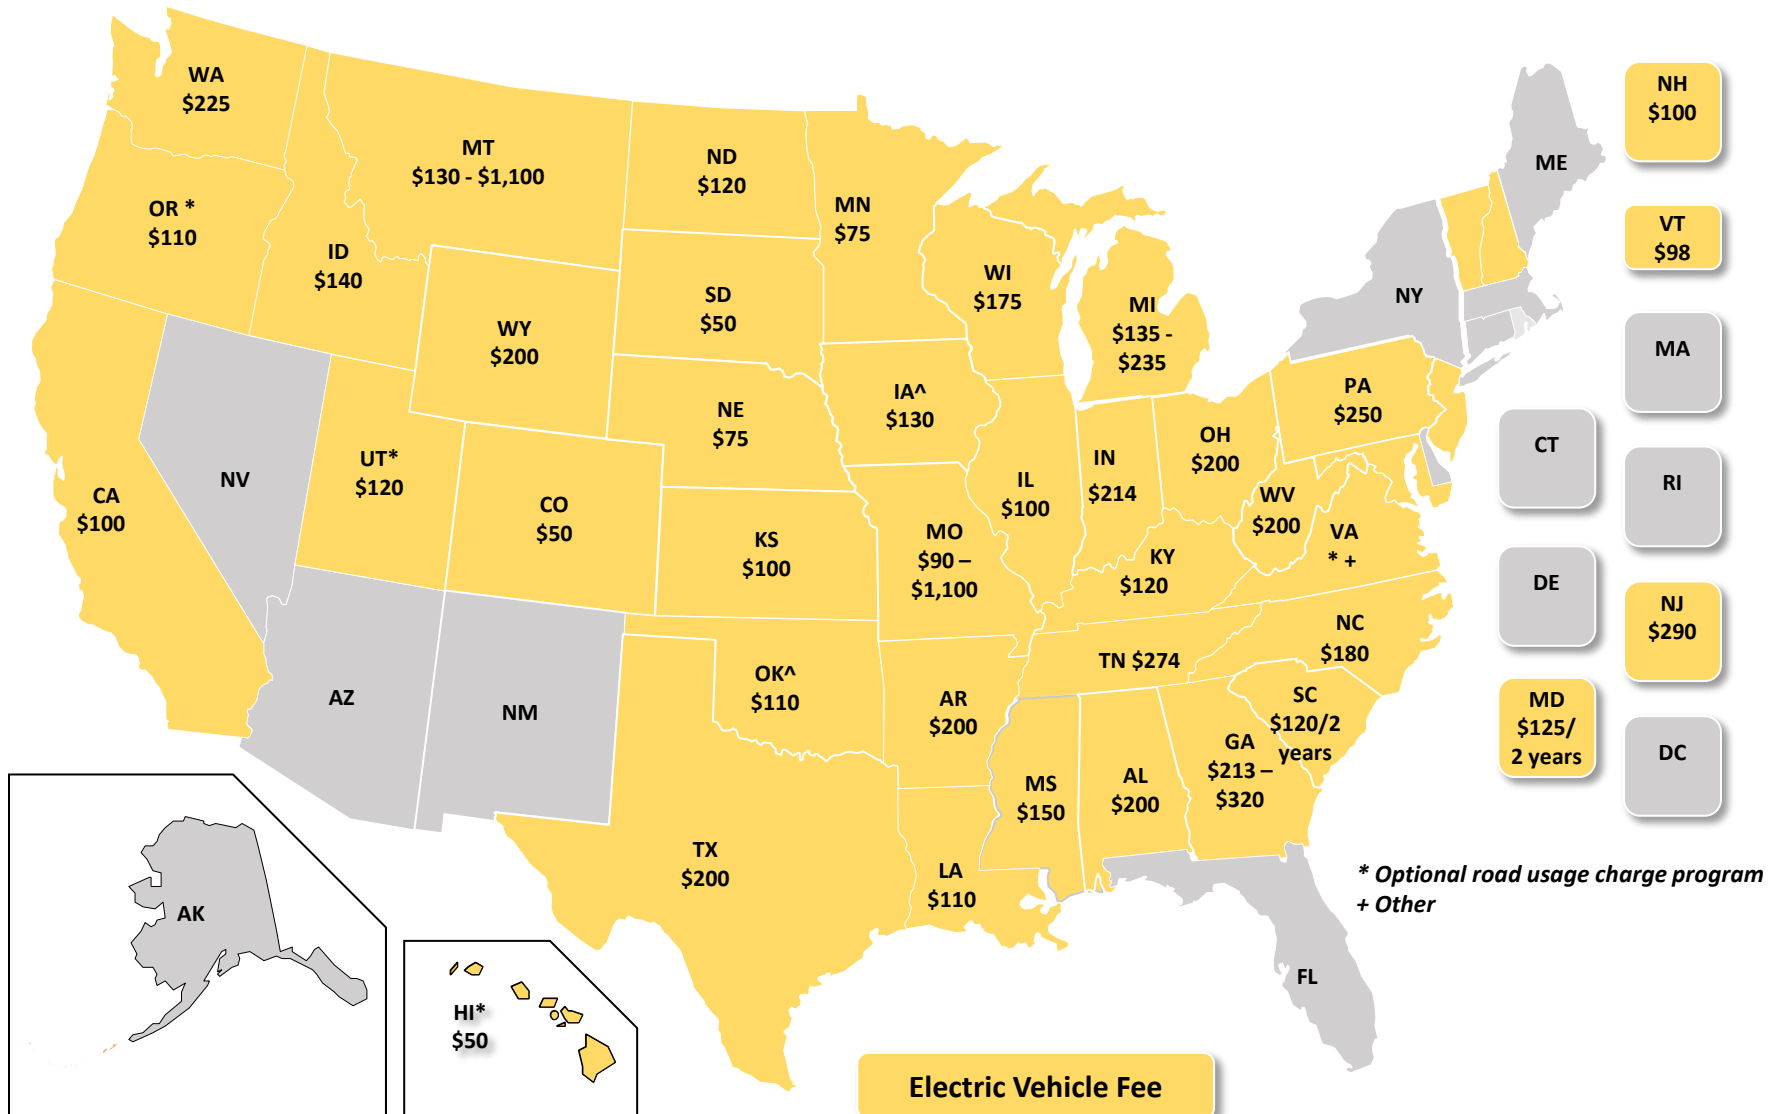 WA
$225
OR *
$110
CA
$100
ID
$140
NV
MT
$130 - $1,100
WY
$200
UT*
$120
CO
$50
AZ
NM
ND
$120
SD
$50
NE
$75
KS
$100
OK^
$110
TX
$200
MN
$75
IA^
$130
MO
$90 –
$1,100
AR
$200
LA
$110
WI
$175
IL
$100
MI
$135 -
$235
IN
$214
OH
$200
KY
$120
TN $274
MS
$150
AL
$200
GA
$213 –
$320
SC
$120/2
years
NC
$180
WV
$200
VA
* +
PA
$250
NY
ME
FL
AK
HI*
$50
NH
$100
VT
$98
MA
CT
RI
DE
NJ
$290
MD
$125/
2 years
DC
* Optional road usage charge program
+ Other
Electric Vehicle Fee